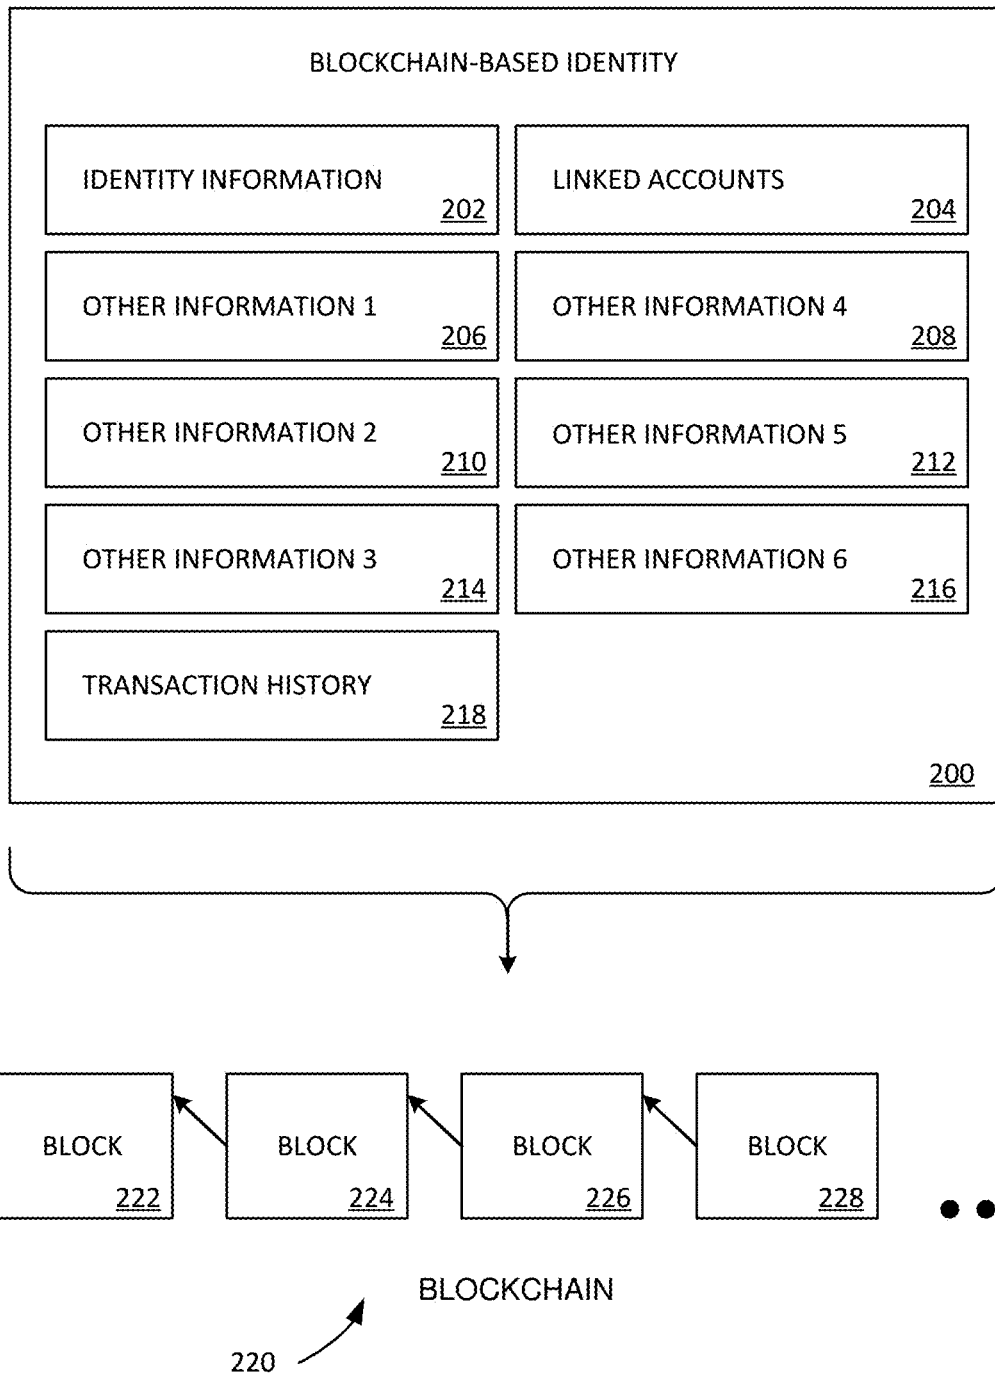 BLOCKCHAIN-BASED IDENTITY
IDENTITY INFORMATION
202
LINKED ACCOUNTS
204
OTHER INFORMATION 1
206
OTHER INFORMATION 4
208
OTHER INFORMATION 2
210
OTHER INFORMATION 5
212
OTHER INFORMATION 3
214
OTHER INFORMATION 6
216
TRANSACTION HISTORY
218
200
BLOCK
222
BLOCK
224
BLOCK
226
BLOCK
228
BLOCKCHAIN
220